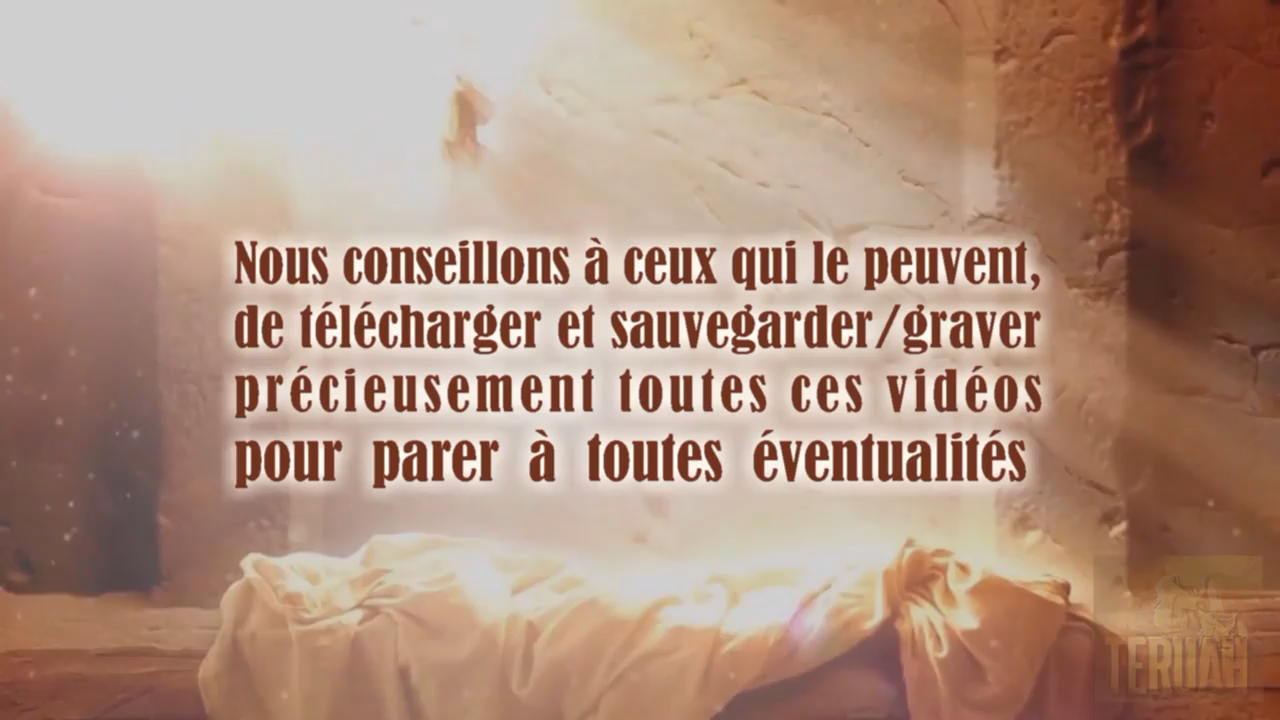 Nous conseillons à ceux qui le peuvent,
de télécharger et sauvegarder/graver
précieusement toutes ces vidéos
pour parer à toutes éventualités
TERUAH